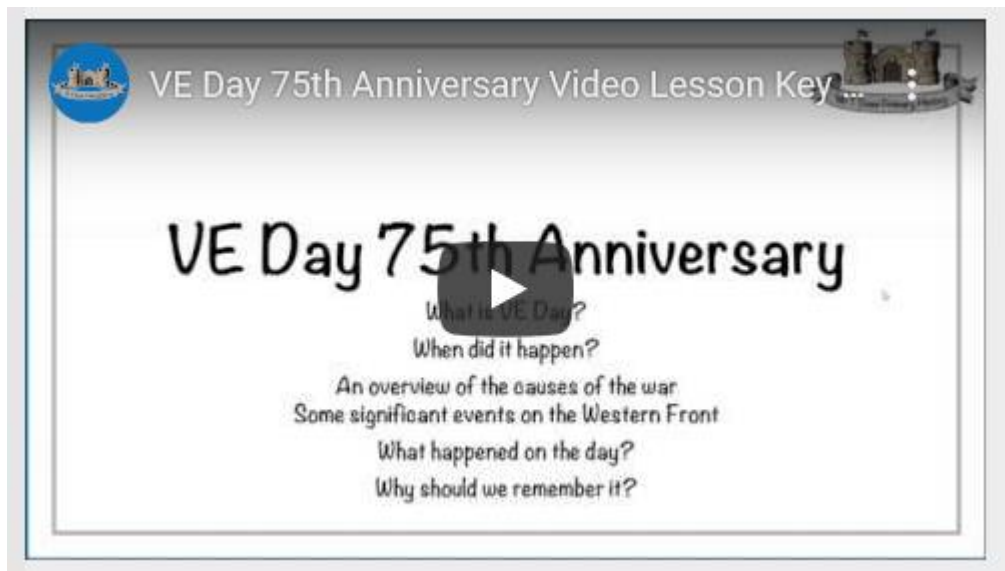 VE Day 75th Anniversary Video Lesson Key ...
VE Day 75th Anniversary
What is VE Day?
When did it happen?
An overview of the causes of the war
Some significant events on the Western Front
What happened on the day?
Why should we remember it?